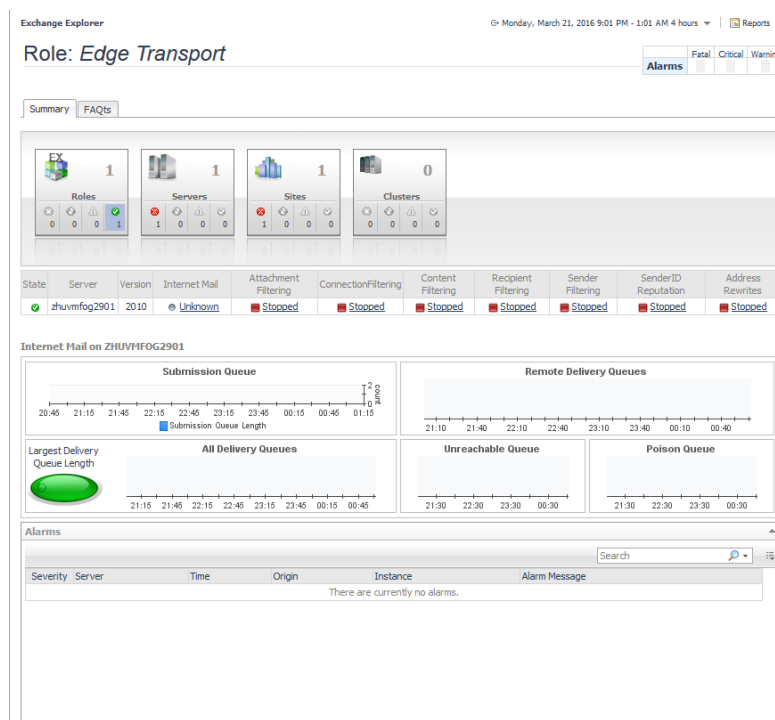 Exchange Explorer
Monday, March 21, 2016 9:01 PM - 1:01 AM 4 hours Reports
Role: Edge Transport
Fatal Critical
Alarms
Summary FAQts
EX
1 1 1 0
Roles Servers Sites Clusters
0 0 0 1 1 0 0 0 1 0 0 0 0 0 0 0
State Server Version Internet Mail Attachment Filtering ConnectionFiltering Content Filtering Recipient Filtering Sender Filtering SenderID Reputation Address Rewrites
zhuvmfog2901 2010 Unknown Stopped Stopped Stopped Stopped Stopped Stopped Stopped
Internet Mail on ZHUVMFOG2901
Submission Queue
2
0
count
20:45 21:15 21:45 22:15 22:45 23:15 23:45 00:15 00:45 01:15
Submission Queue Length
Remote Delivery Queues
21:10 21:40 22:10 22:40 23:10 23:40 00:10 00:40
Largest Delivery
Queue Length
All Delivery Queues
21:15 21:45 22:15 22:45 23:15 23:45 00:15 00:45
Unreachable Queue
21:30 22:30 23:30 00:30
Poison Queue
21:30 22:30 23:30 00:30
Alarms
Search
Severity Server Time Origin Instance Alarm Message
There are currently no alarms.